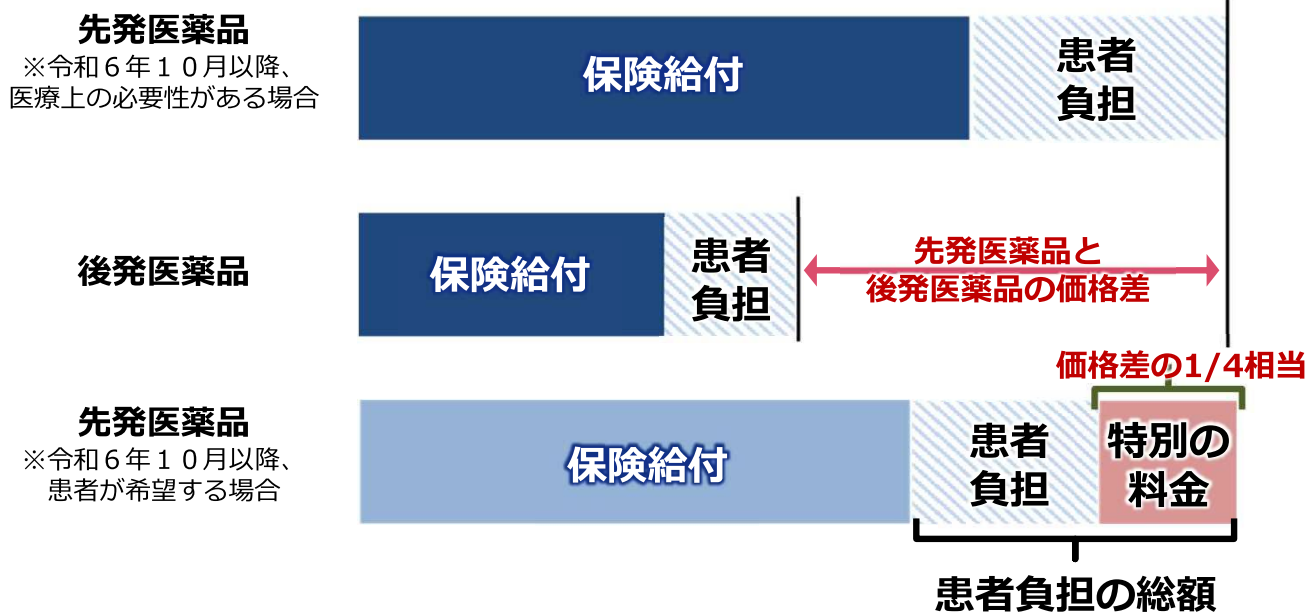 先発医薬品
※令和６年１０月以降、
医療上の必要性がある場合
保険給付
患者
負担
後発医薬品
保険給付
患者
負担
先発医薬品と
後発医薬品の価格差
価格差の1/4相当
先発医薬品
※令和６年１０月以降、
患者が希望する場合
保険給付
患者
負担
特別の
料金
患者負担の総額